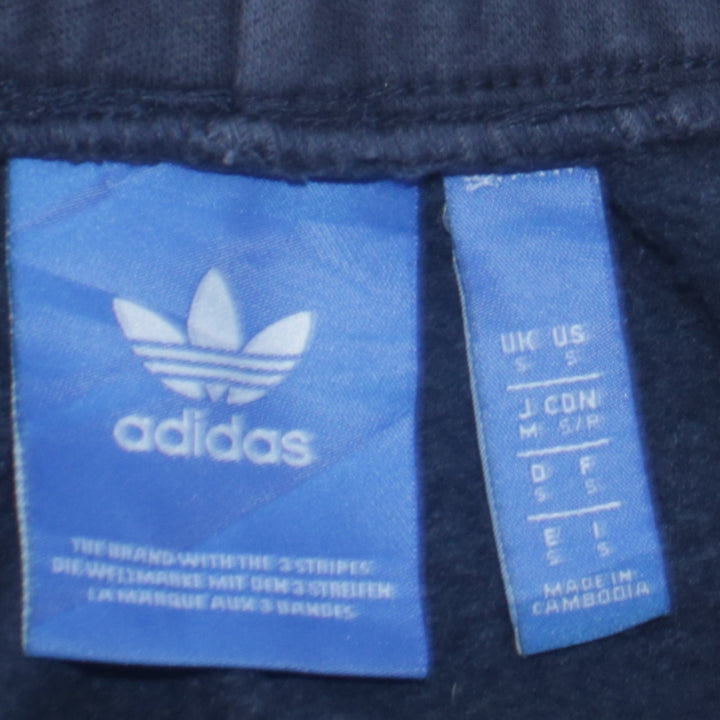 adidas
THE BRAND WITH THE 3 STRIPES
DIE WELTMARKE MIT DEN 3 STREIFEN
LA MARQUE AUX 3 BANDES
UK US
S S
J CDN
M S/P
D F
S S
E I
S S
MADE IN
CAMBODIA